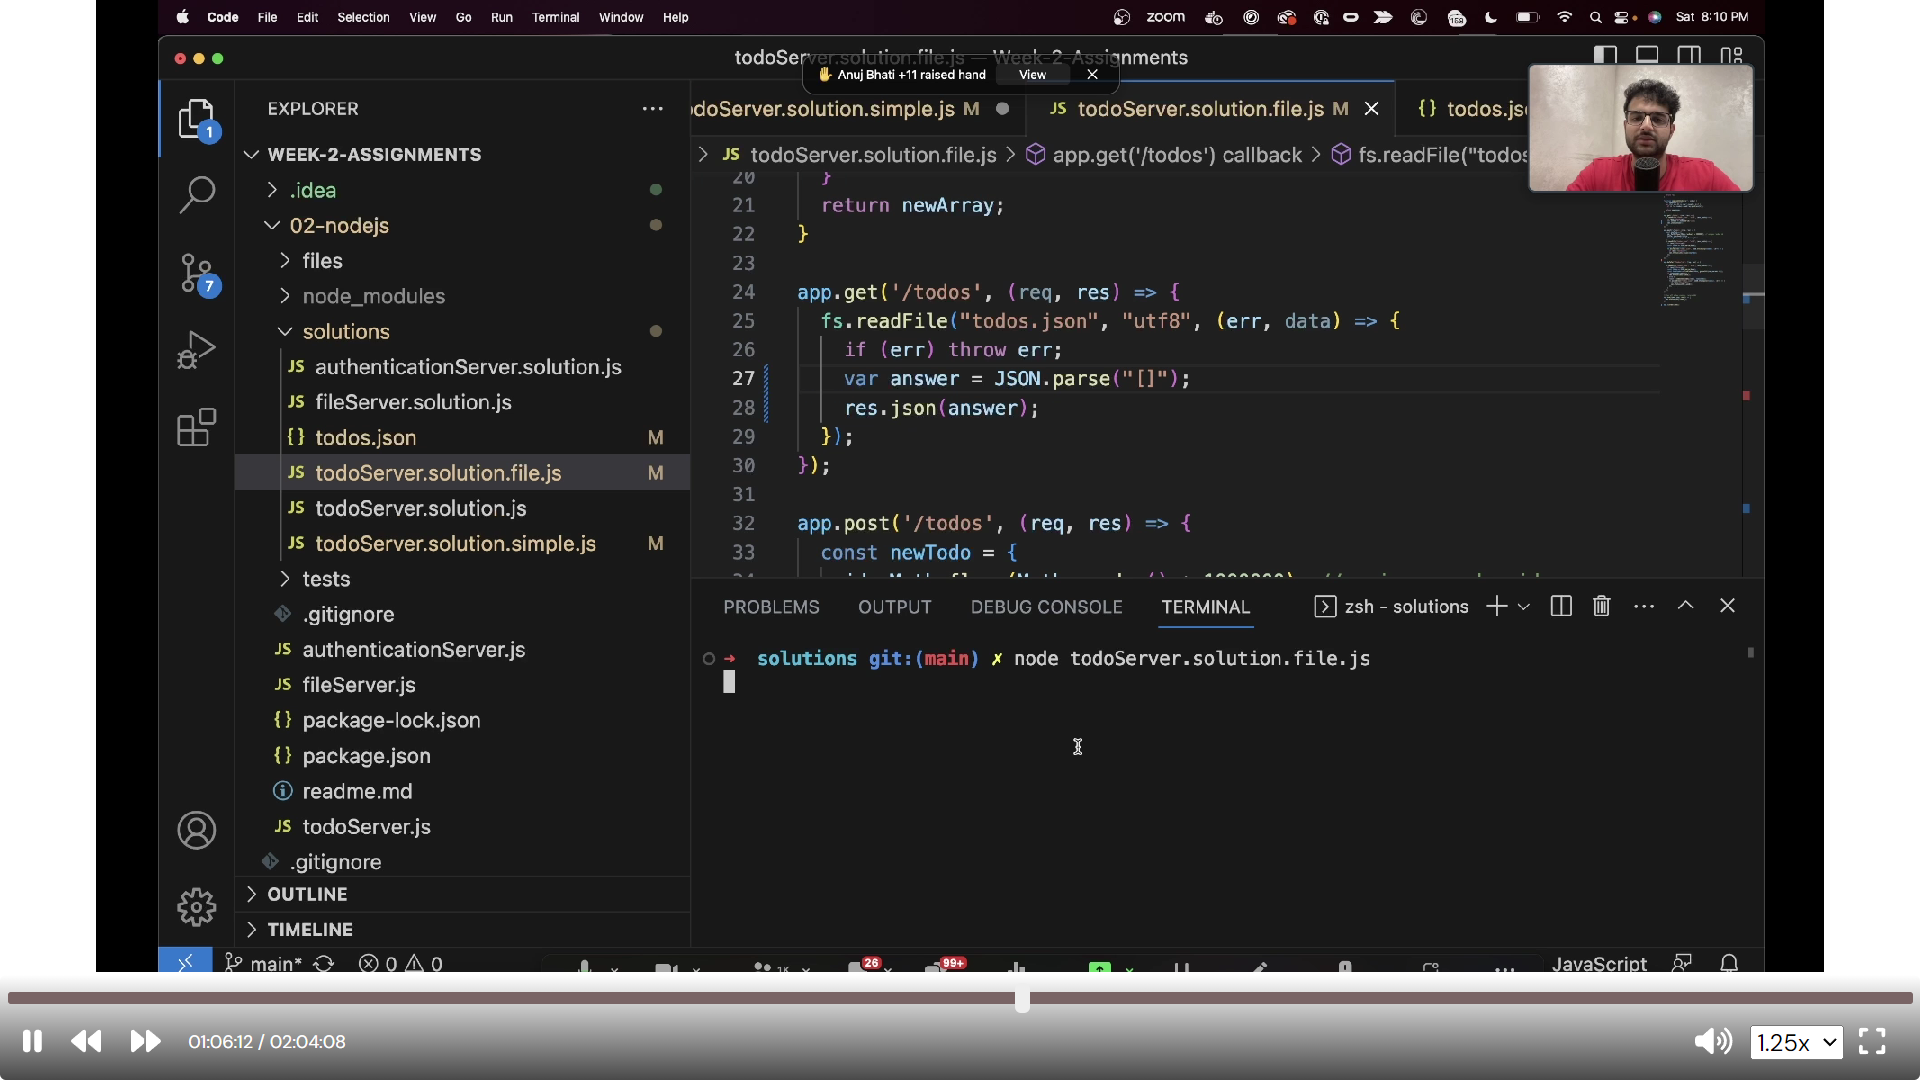 Code File Edit Selection View Go Run Terminal Window Help zoom 159 Sat 8:10 PM
todoServer.solution.file.js — Week-2-Assignments
Anuj Bhati +11 raised hand View
EXPLORER
doServer.solution.simple.js M
JS todoServer.solution.file.js M
{} todos.js
JS todoServer.solution.file.js > app.get('/todos') callback > fs.readFile("todos
1
7
WEEK-2-ASSIGNMENTS
.idea
02-nodejs
files
node_modules
solutions
JS authenticationServer.solution.js
JS fileServer.solution.js
{} todos.json M
JS todoServer.solution.file.js M
JS todoServer.solution.js
JS todoServer.solution.simple.js M
tests
.gitignore
JS authenticationServer.js
JS fileServer.js
{} package-lock.json
{} package.json
readme.md
JS todoServer.js
.gitignore
OUTLINE
TIMELINE
20 }
21 return newArray;
22 }
23
24 app.get('/todos', (req, res) => {
25 fs.readFile("todos.json", "utf8", (err, data) => {
26 if (err) throw err;
27 var answer = JSON.parse("[]");
28 res.json(answer);
29 });
30 });
31
32 app.post('/todos', (req, res) => {
33 const newTodo = {
PROBLEMS OUTPUT DEBUG CONSOLE TERMINAL zsh - solutions
→ solutions git:(main) ✗ node todoServer.solution.file.js
main* 0 0 26 99+ JavaScript
01:06:12 / 02:04:08 1.25x